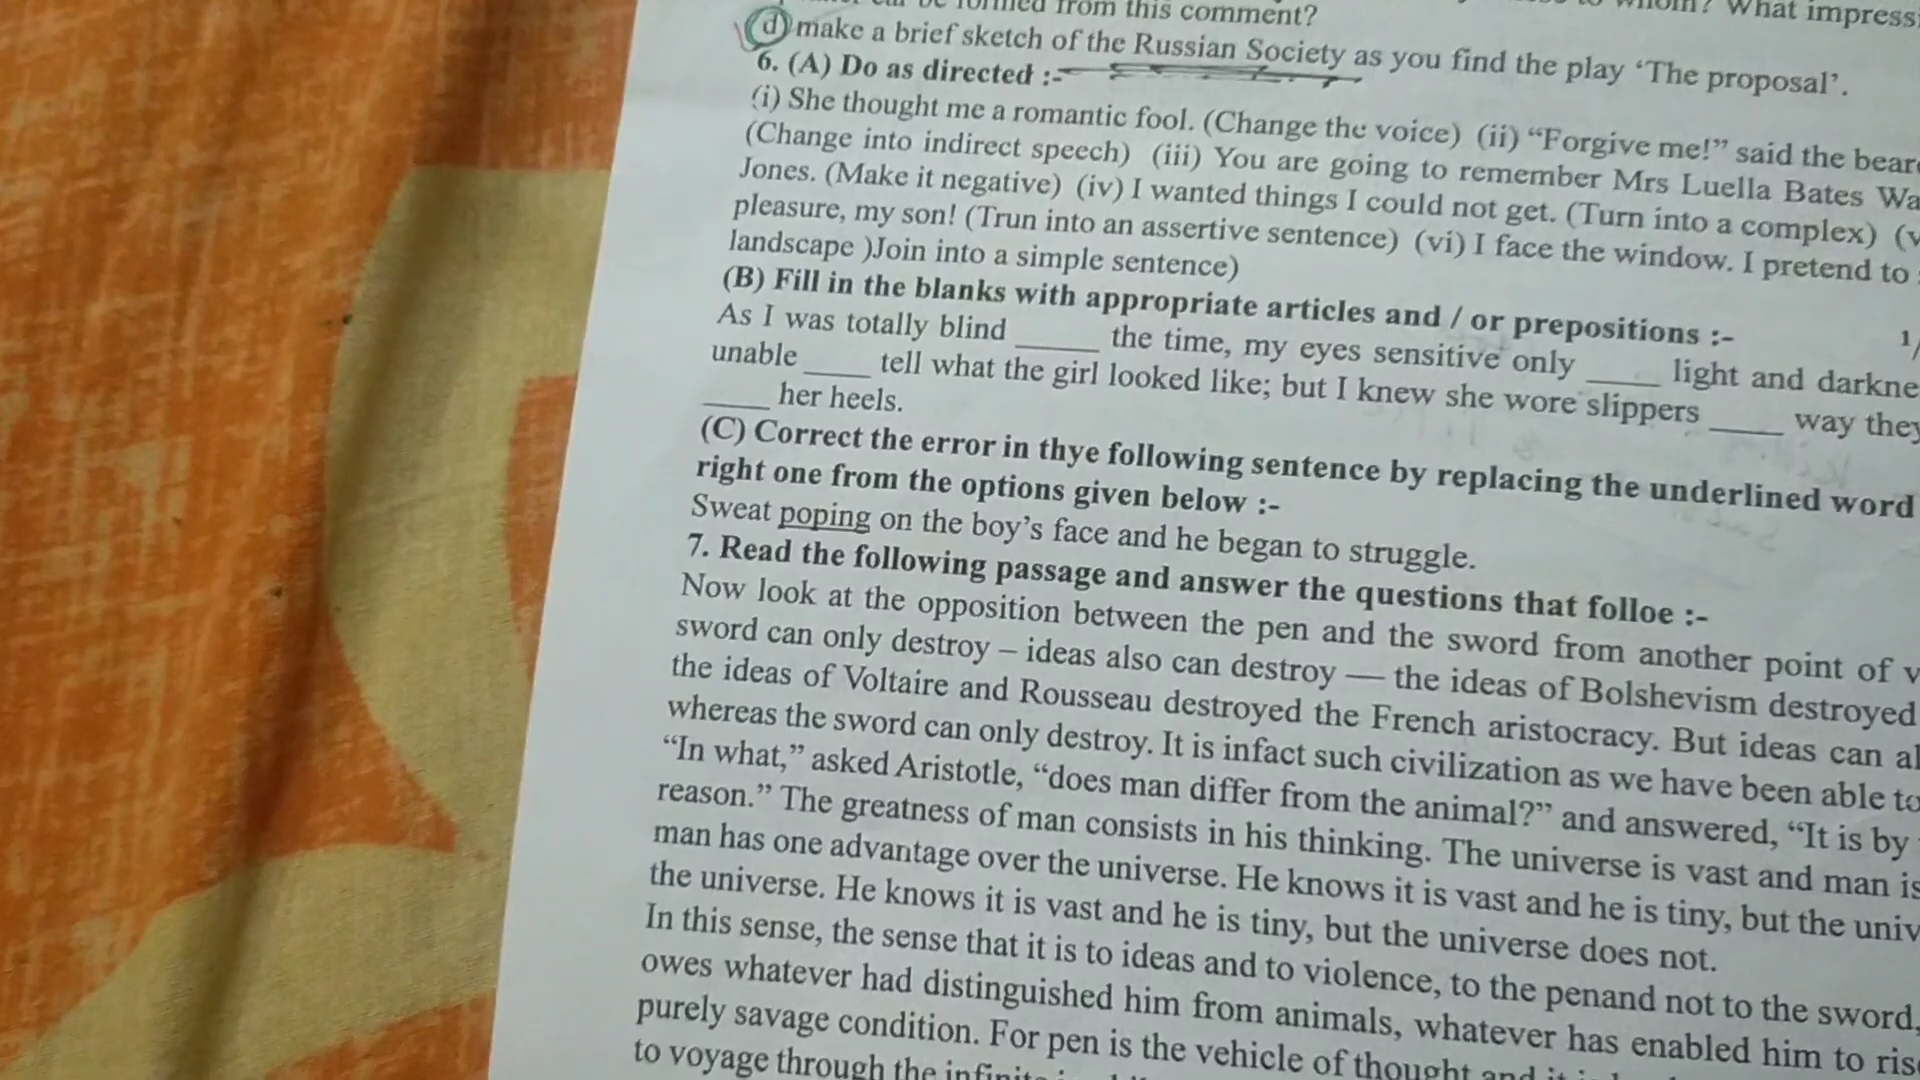 from this comment? What
(d) make a brief sketch of the Russian Society as you find the play ‘The proposal’.
6. (A) Do as directed :-
(i) She thought me a romantic fool. (Change the voice) (ii) “Forgive me!” said the
(Change into indirect speech) (iii) You are going to remember Mrs Luella Bates
Jones. (Make it negative) (iv) I wanted things I could not get. (Turn into a complex)
pleasure, my son! (Trun into an assertive sentence) (vi) I face the window. I pretend to
landscape )Join into a simple sentence)
(B) Fill in the blanks with appropriate articles and / or prepositions :-
As I was totally blind _____ the time, my eyes sensitive only _____ light and
unable _____ tell what the girl looked like; but I knew she wore slippers _____ way
_____ her heels.
(C) Correct the error in thye following sentence by replacing the underlined word
right one from the options given below :-
Sweat poping on the boy’s face and he began to struggle.
7. Read the following passage and answer the questions that folloe :-
Now look at the opposition between the pen and the sword from another point of
sword can only destroy – ideas also can destroy — the ideas of Bolshevism destroyed
the ideas of Voltaire and Rousseau destroyed the French aristocracy. But ideas can
whereas the sword can only destroy. It is infact such civilization as we have been able
“In what,” asked Aristotle, “does man differ from the animal?” and answered, “It is by
reason.” The greatness of man consists in his thinking. The universe is vast and man
man has one advantage over the universe. He knows it is vast and he is tiny, but the
the universe. He knows it is vast and he is tiny, but the universe does not.
In this sense, the sense that it is to ideas and to violence, to the penand not to the sword,
owes whatever had distinguished him from animals, whatever has enabled him to
purely savage condition. For pen is the vehicle of thought and
to voyage through the